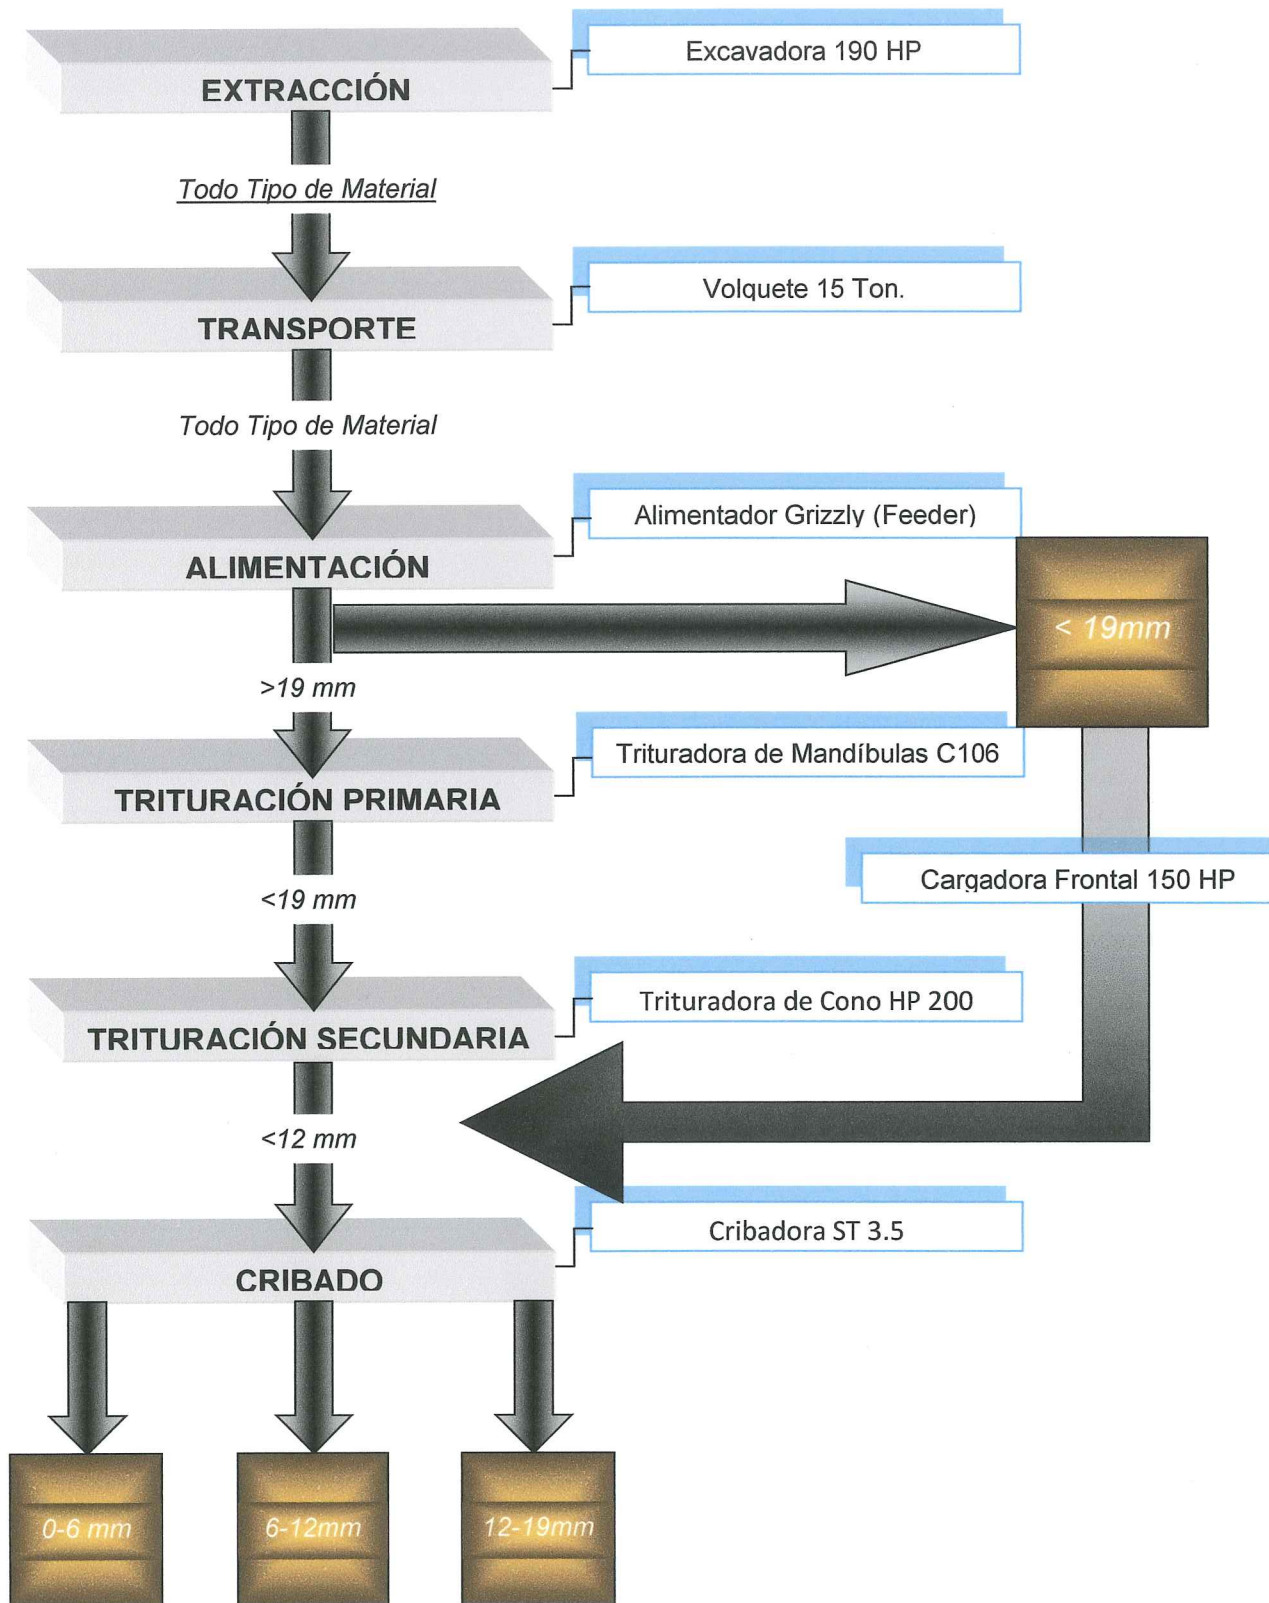 Excavadora 190 HP
EXTRACCIÓN
Todo Tipo de Material
Volquete 15 Ton.
TRANSPORTE
Todo Tipo de Material
Alimentador Grizzly (Feeder)
ALIMENTACIÓN
< 19mm
>19 mm
Trituradora de Mandíbulas C106
TRITURACIÓN PRIMARIA
Cargadora Frontal 150 HP
<19 mm
Trituradora de Cono HP 200
TRITURACIÓN SECUNDARIA
<12 mm
Cribadora ST 3.5
CRIBADO
0-6 mm
6-12mm
12-19mm